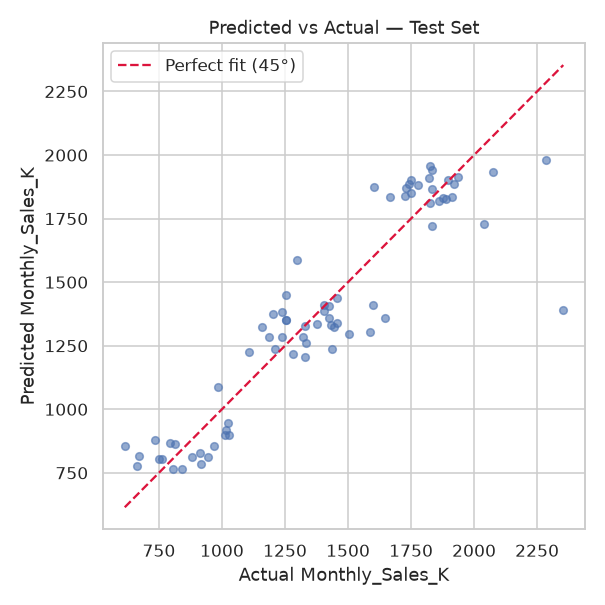 Predicted vs Actual — Test Set
Perfect fit (45°)
Predicted Monthly_Sales_K
2250
2000
1750
1500
1250
1000
750
750 1000 1250 1500 1750 2000 2250
Actual Monthly_Sales_K